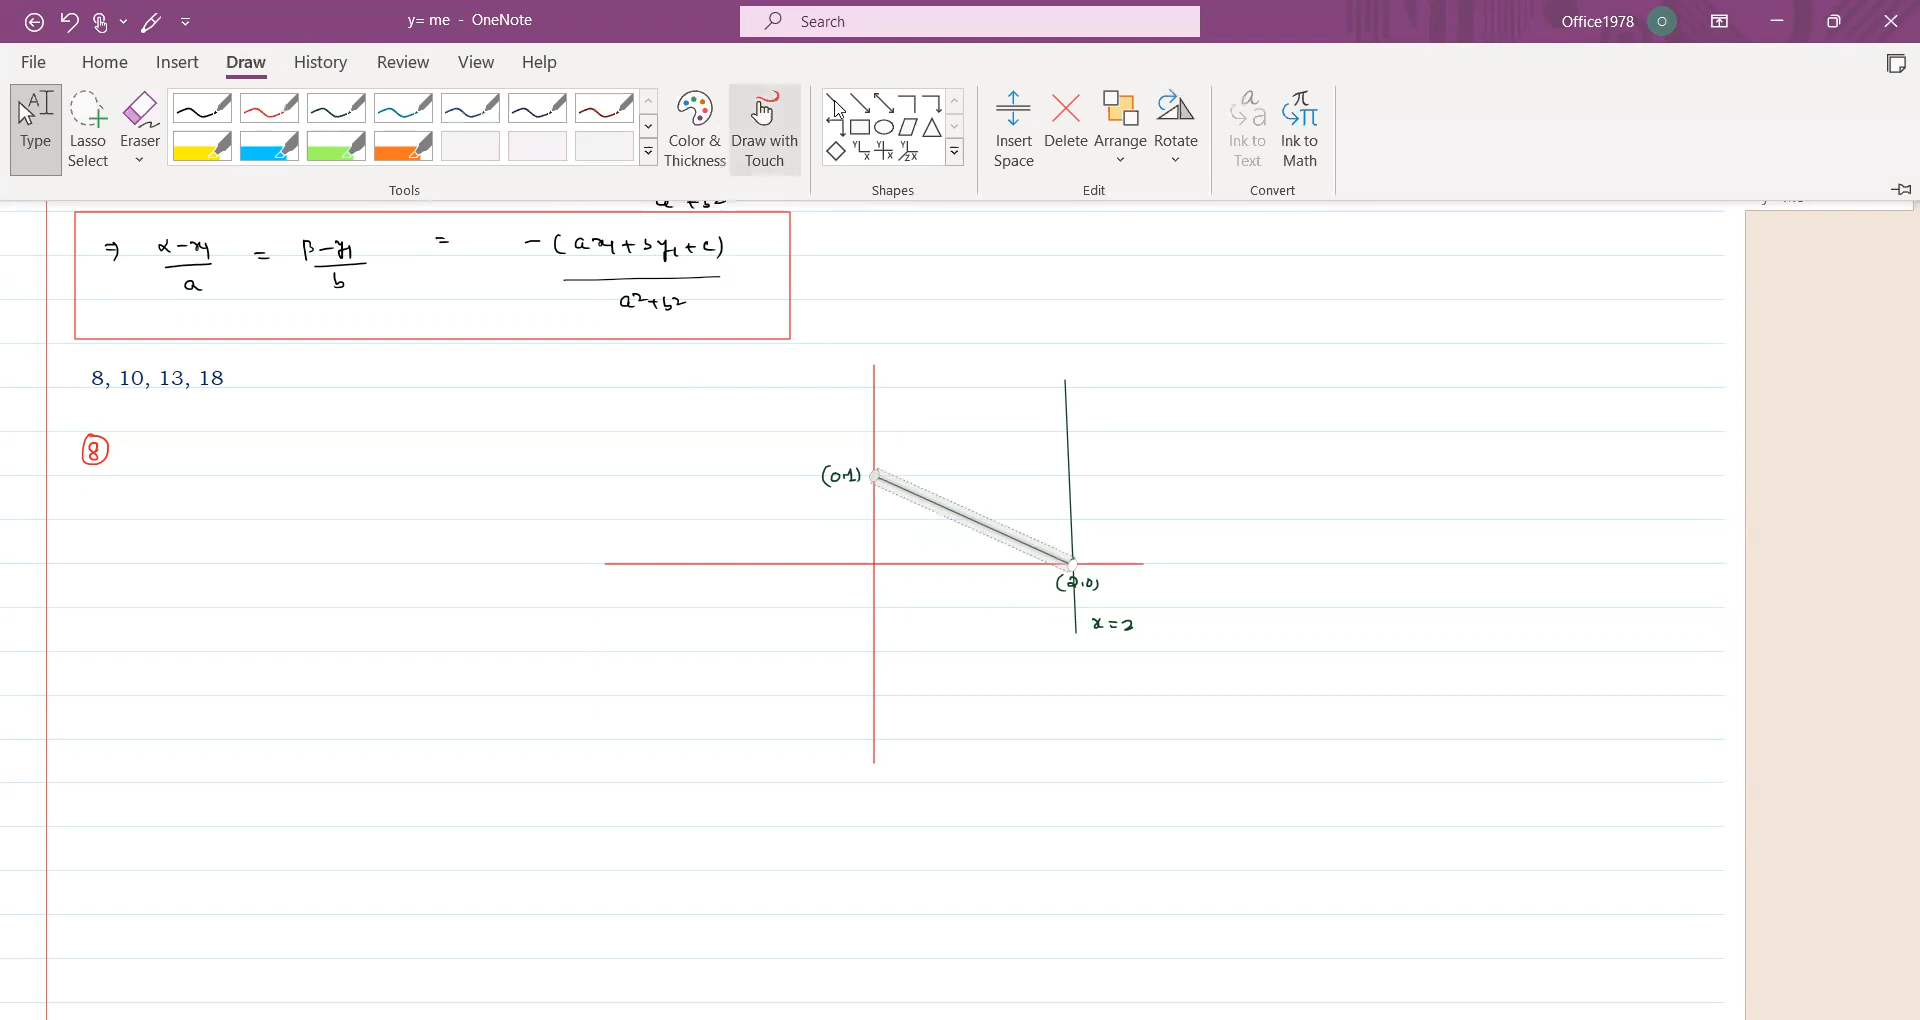 y= me - OneNote
Search
Office1978
O
File Home Insert Draw History Review View Help
Type
Lasso Select
Eraser
Color & Thickness
Draw with Touch
Insert Space
Delete
Arrange
Rotate
Ink to Text
Ink to Math
Tools
Shapes
Edit
Convert
⇒ (α-x₁)/a = (β-y₁)/b = -(ax₁+by₁+c)/(a²+b²)
8, 10, 13, 18
8
(0,1)
(2,0)
x=2